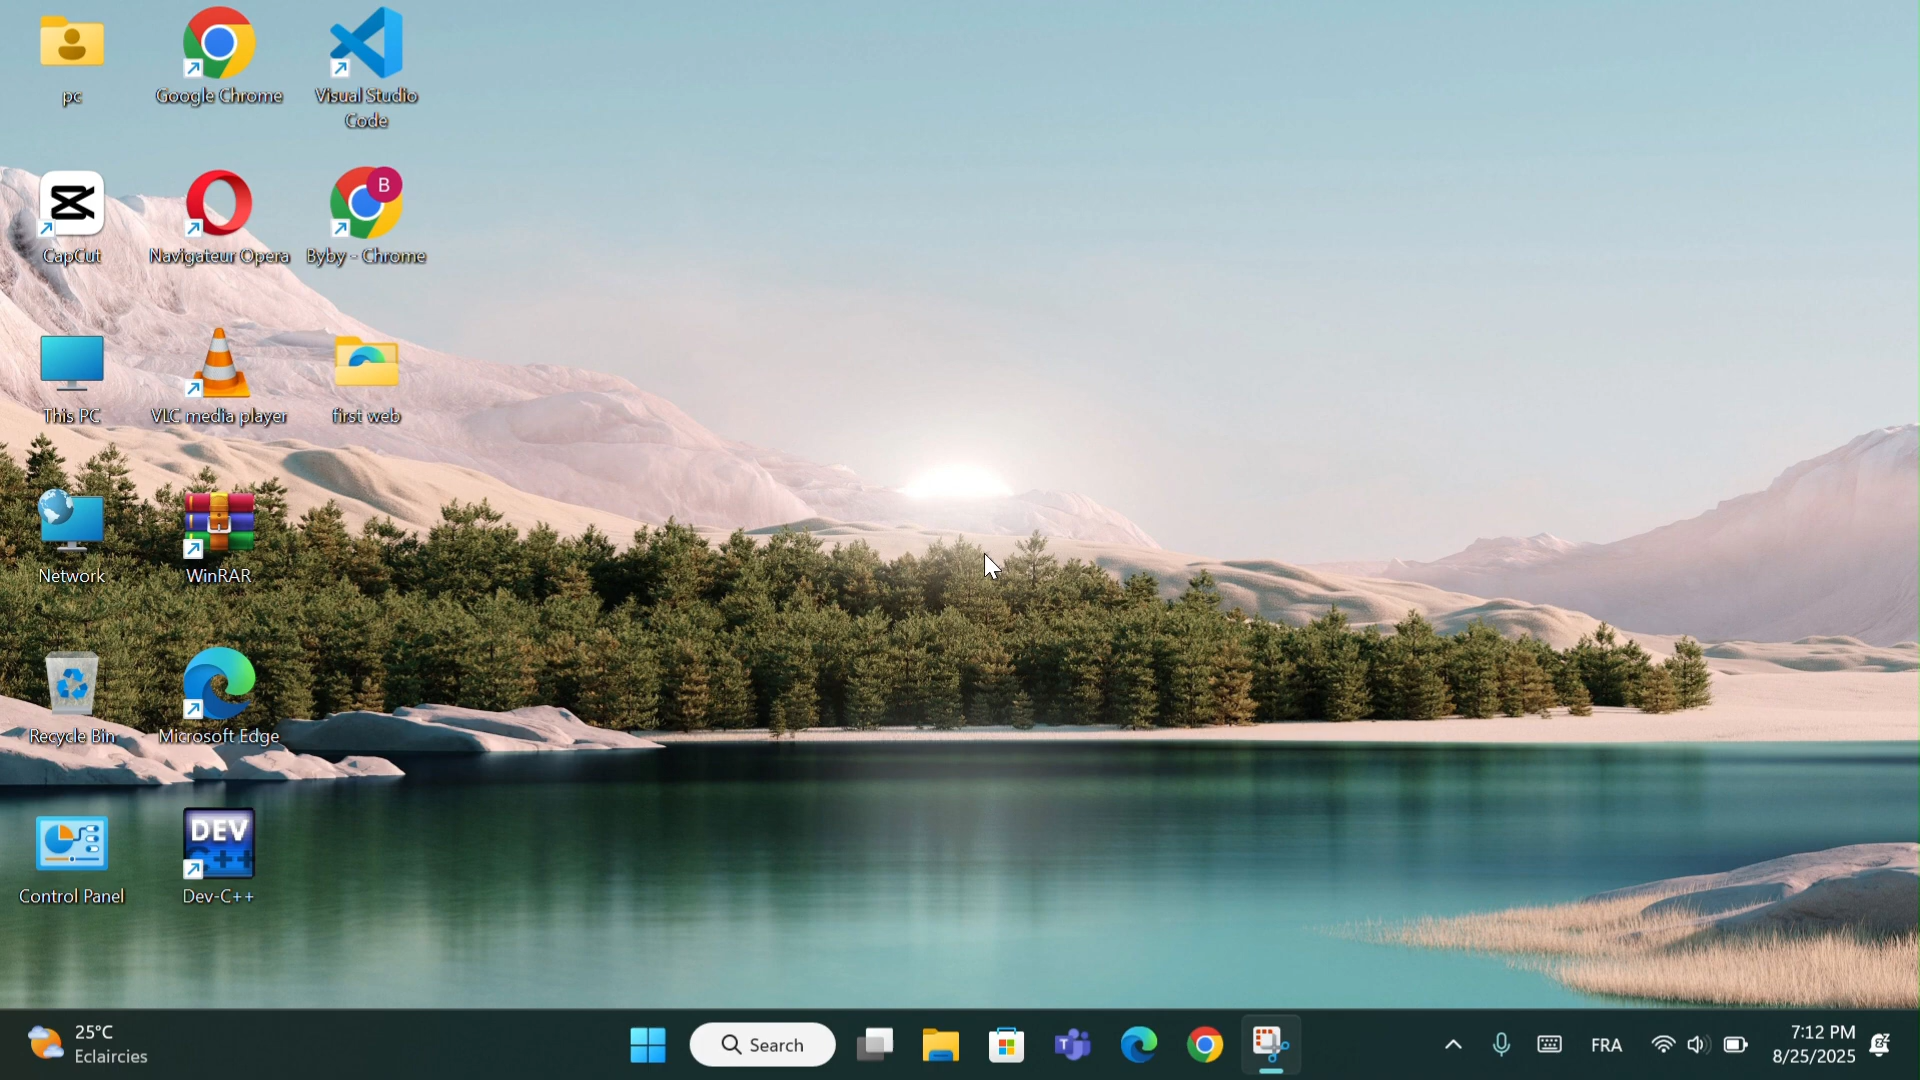 pc
Google Chrome
Visual Studio
Code
B
CapCut
Navigateur Opera
Byby - Chrome
This PC
VLC media player
first web
Network
WinRAR
Recycle Bin
Microsoft Edge
DEV
C++
Control Panel
Dev-C++
25°C
Eclaircies
Search
T
FRA
7:12 PM
8/25/2025